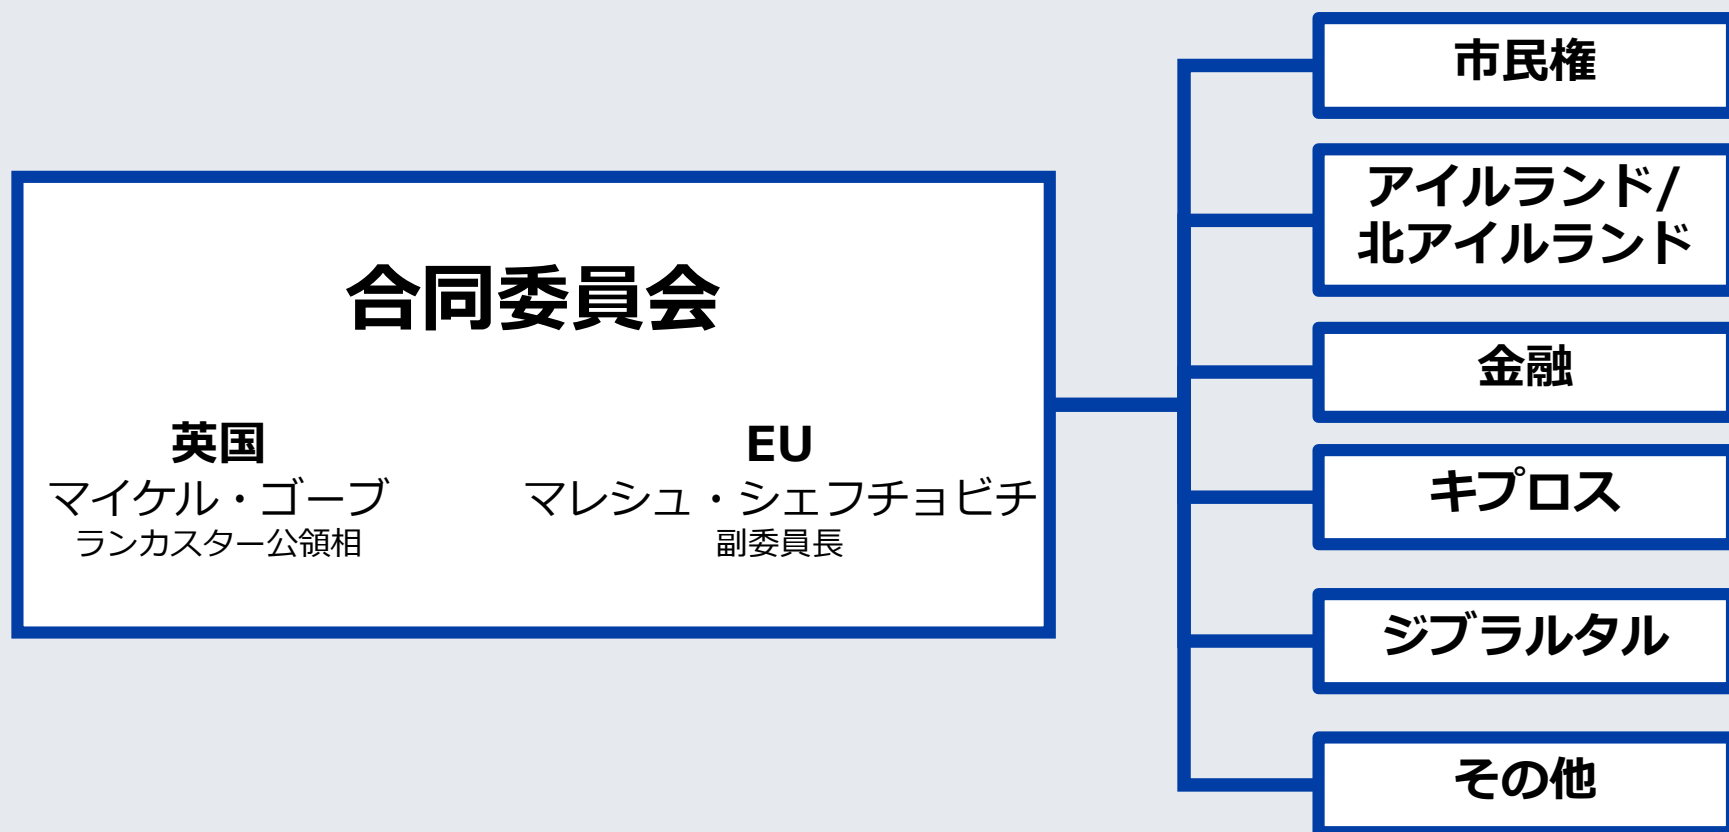 合同委員会
英国
マイケル・ゴーブ
ランカスター公領相
EU
マレシュ・シェフチョビチ
副委員長
市民権
アイルランド/
北アイルランド
金融
キプロス
ジブラルタル
その他